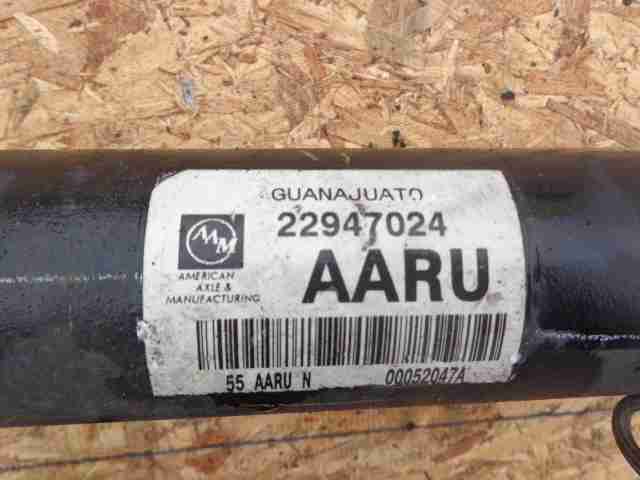 GUANAJUATO
22947024
AAM
AARU
AMERICAN
AXLE &
MANUFACTURING
55 AARU N 00052047A